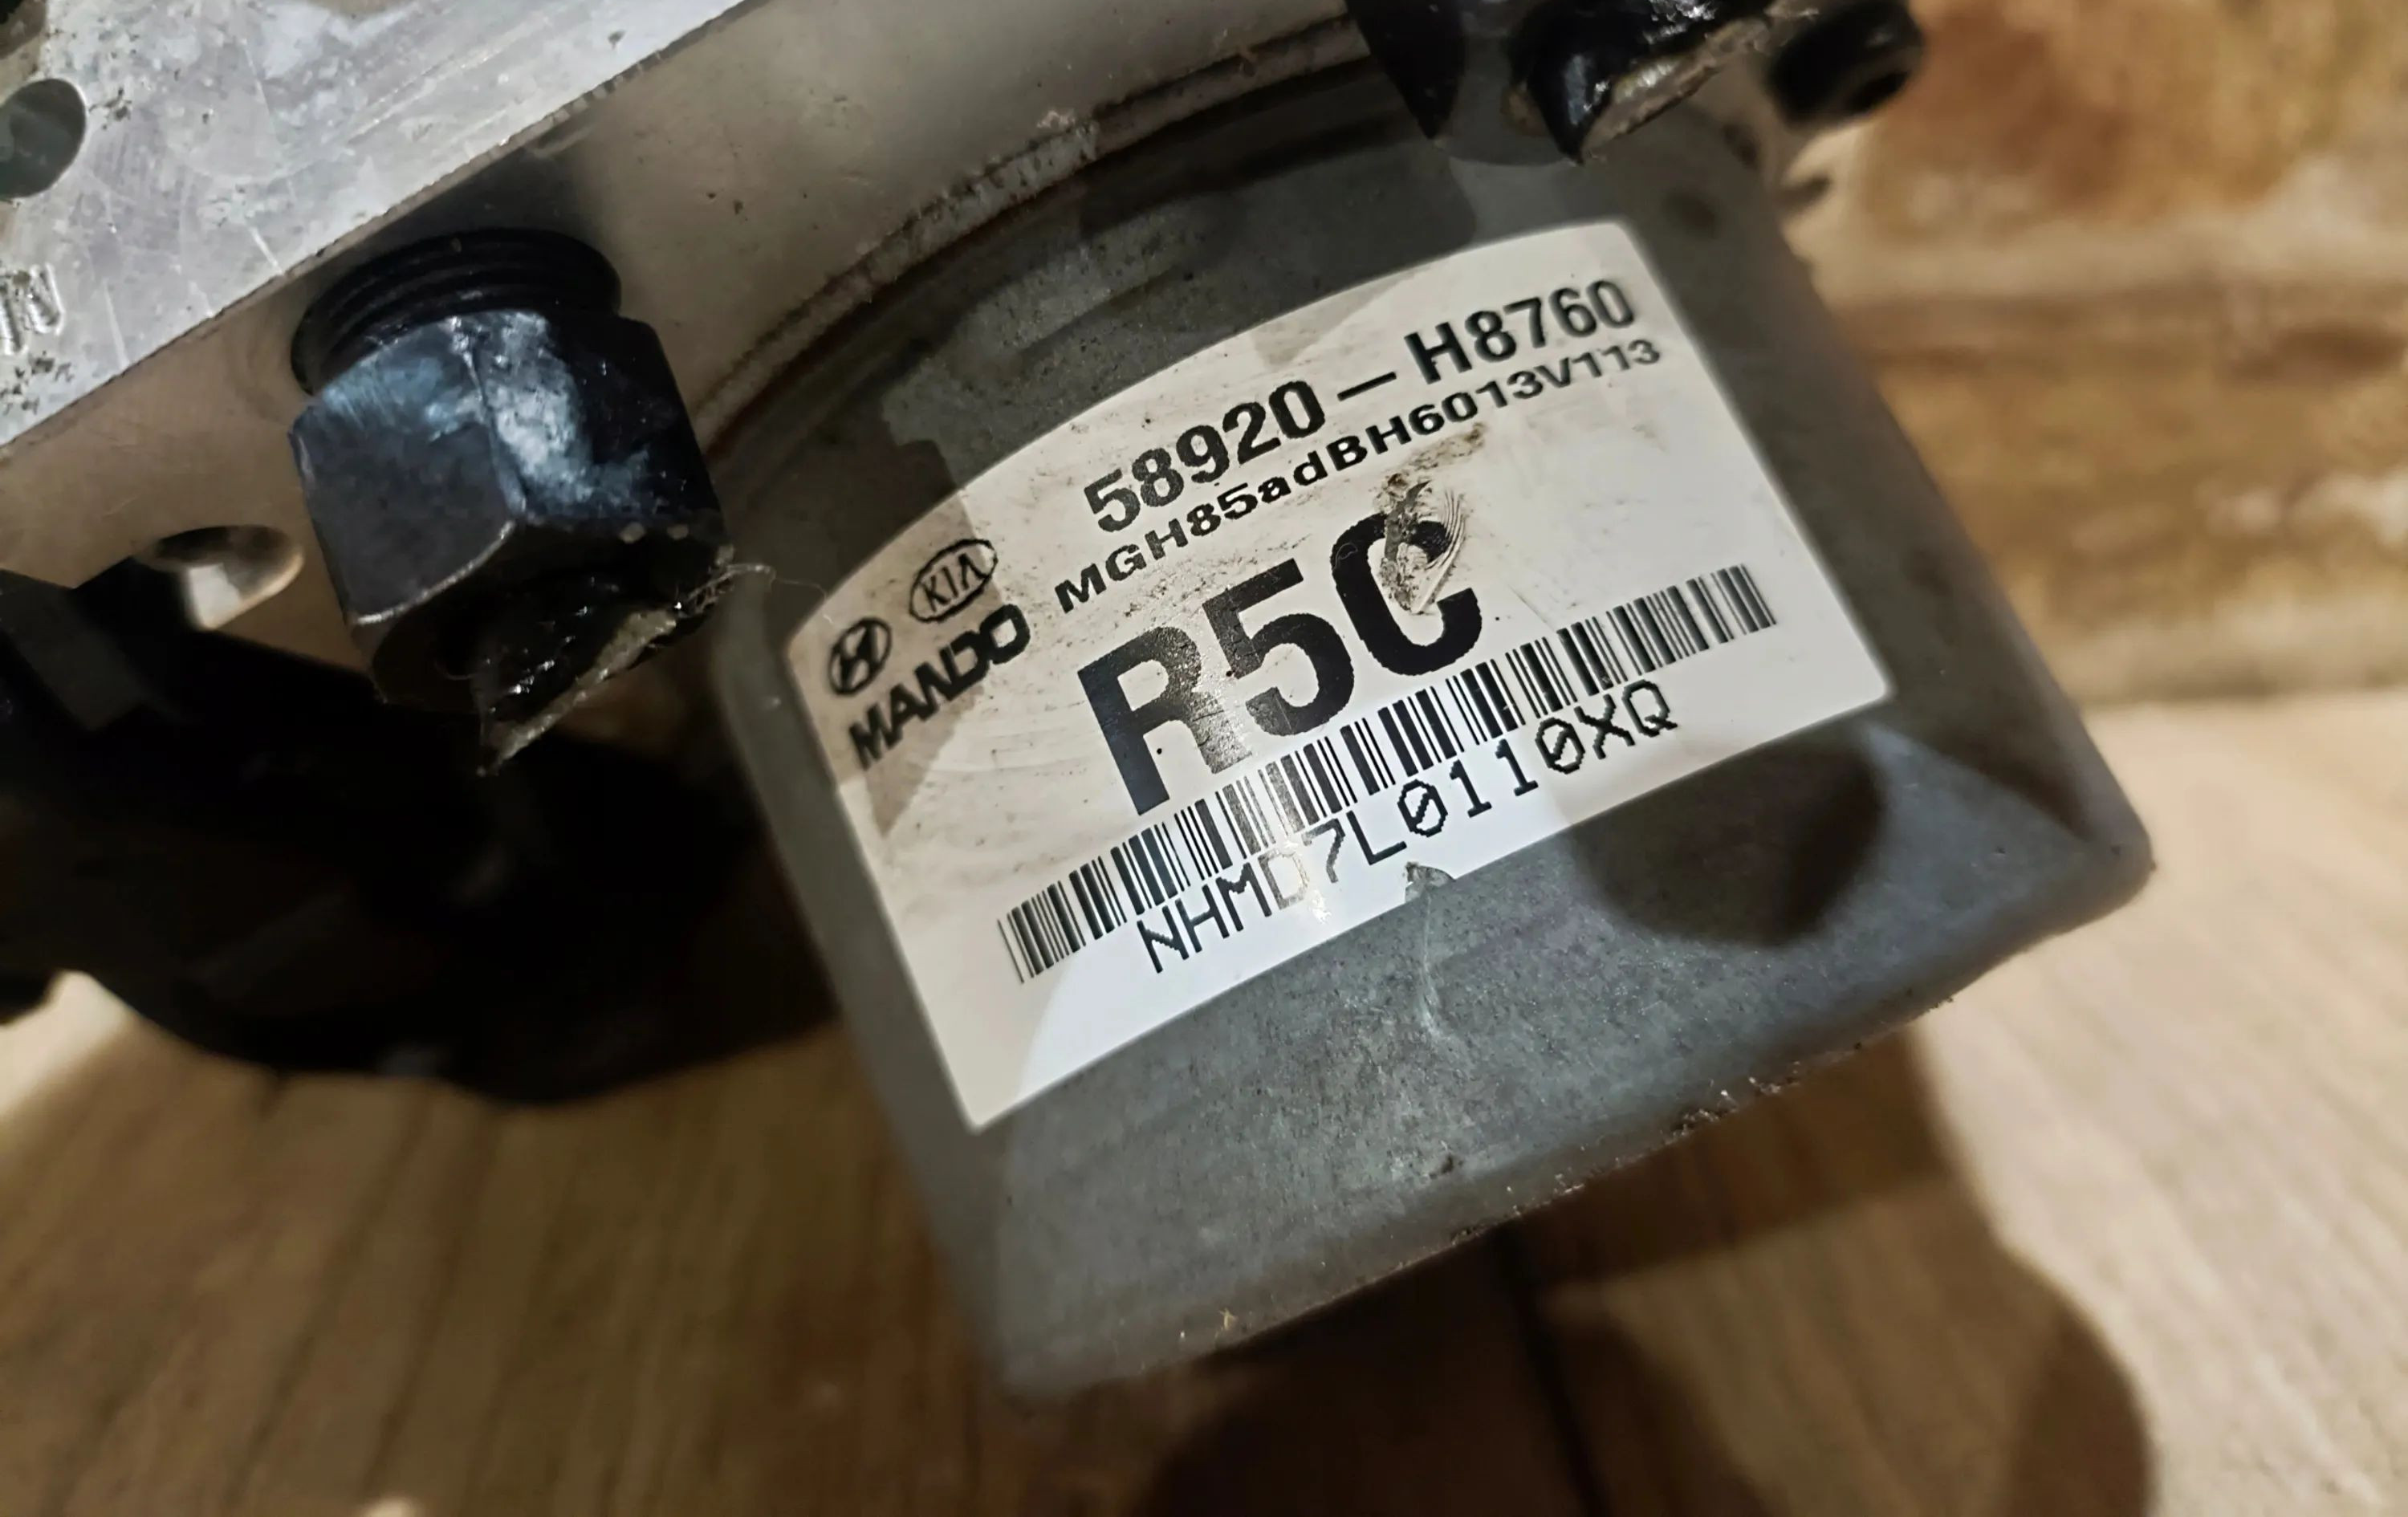 58920-H8760
MGH85adBH6013V113
KIA
MANDO
R5C
NHMD7L0110XQ
N